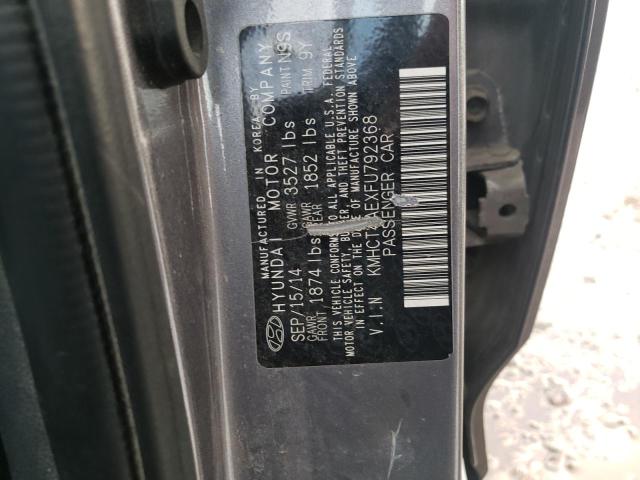 MANUFACTURED IN KOREA BY
HYUNDAI MOTOR COMPANY
SEP/15/14 GVWR 3527 lbs PAINT N9S
GAWR FRONT 1874 lbs GAWR REAR 1852 lbs TRIM 9Y
THIS VEHICLE CONFORMS TO ALL APPLICABLE U.S.A. FEDERAL
MOTOR VEHICLE SAFETY, BUMPER, AND THEFT PREVENTION STANDARDS
IN EFFECT ON THE DATE OF MANUFACTURE SHOWN ABOVE
V.I.N
PASSENGER CAR